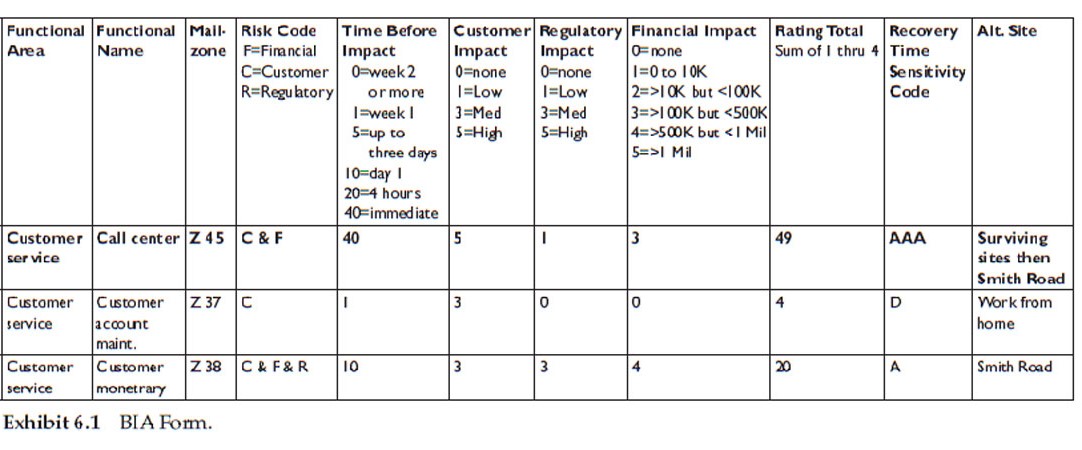 Functional Area
Functional Name
Mail-zone
Risk Code
F=Financial
C=Customer
R=Regulatory
Time Before Impact
0=week 2 or more
1=week 1
5=up to three days
10=day 1
20=4 hours
40=immediate
Customer Impact
0=none
1=Low
3=Med
5=High
Regulatory Impact
0=none
1=Low
3=Med
5=High
Financial Impact
0=none
1=0 to 10K
2=>10K but <100K
3=>100K but <500K
4=>500K but <1 Mil
5=>1 Mil
Rating Total
Sum of 1 thru 4
Recovery Time Sensitivity Code
Alt. Site
Customer service
Call center
Z 45
C & F
40
5
1
3
49
AAA
Surviving sites then Smith Road
Customer service
Customer account maint.
Z 37
C
1
3
0
0
4
D
Work from home
Customer service
Customer monetrary
Z 38
C & F & R
10
3
3
4
20
A
Smith Road
Exhibit 6.1 BIA Form.